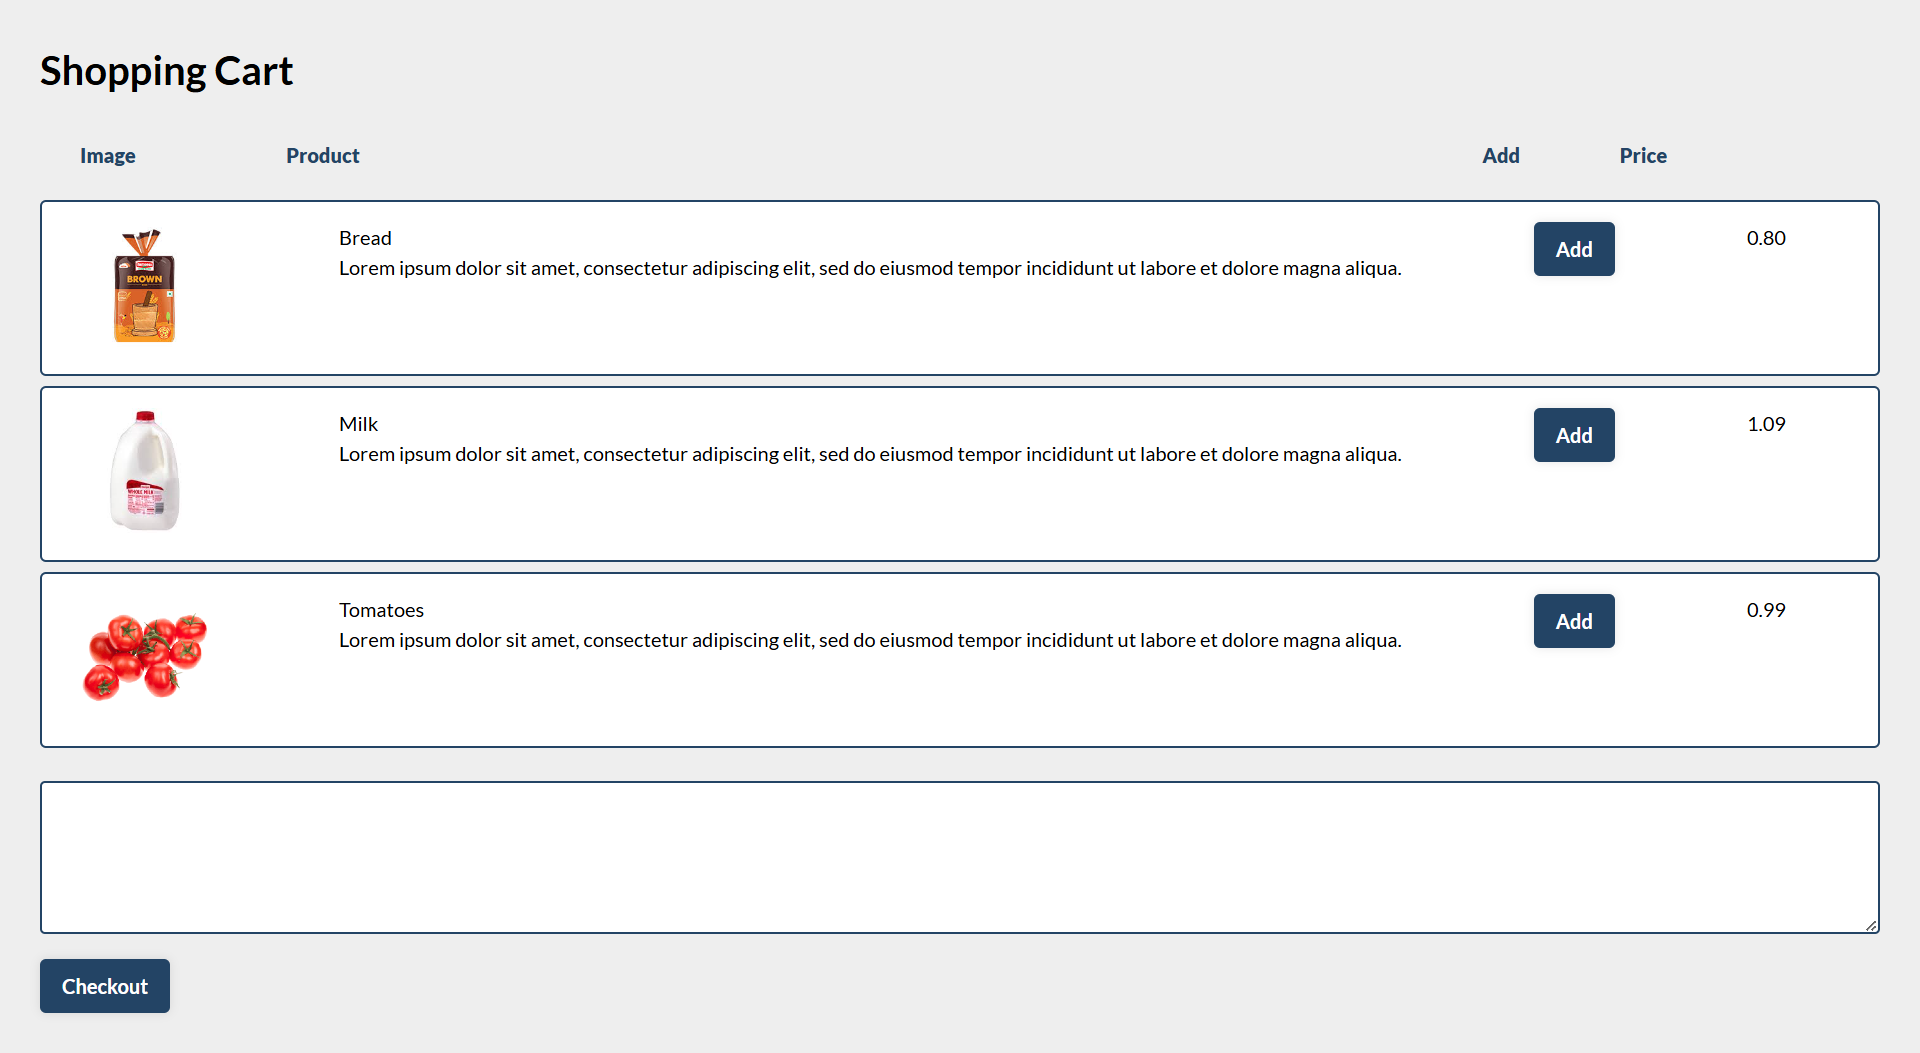 Shopping Cart
Image Product Add Price
BROWN
Bread
Lorem ipsum dolor sit amet, consectetur adipiscing elit, sed do eiusmod tempor incididunt ut labore et dolore magna aliqua.
Add
0.80
WHOLE MILK
Milk
Lorem ipsum dolor sit amet, consectetur adipiscing elit, sed do eiusmod tempor incididunt ut labore et dolore magna aliqua.
Add
1.09
Tomatoes
Lorem ipsum dolor sit amet, consectetur adipiscing elit, sed do eiusmod tempor incididunt ut labore et dolore magna aliqua.
Add
0.99
Checkout